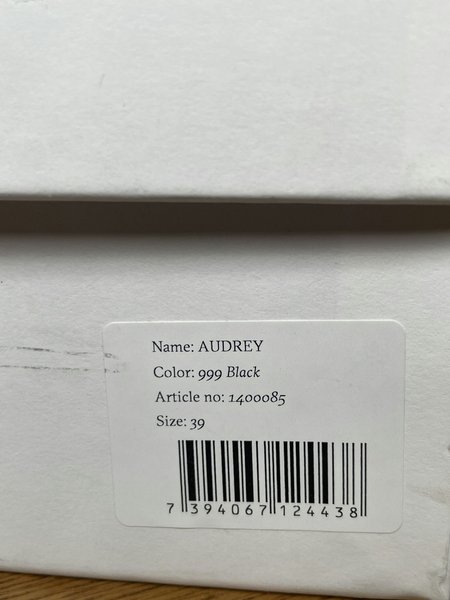 Name: AUDREY
Color: 999 Black
Article no: 1400085
Size: 39
7 394067 124438